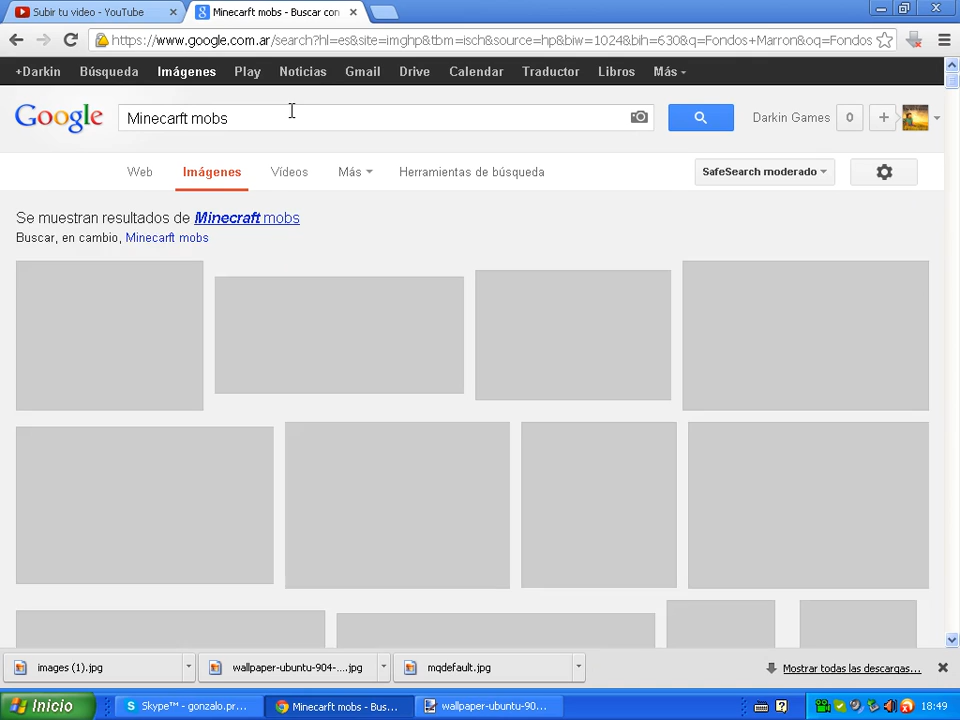 Subir tu video - YouTube
Minecarft mobs - Buscar con
https://www.google.com.ar/search?hl=es&site=imghp&tbm=isch&source=hp&biw=1024&bih=630&q=Fondos+Marron&oq=Fondos
+Darkin Búsqueda Imágenes Play Noticias Gmail Drive Calendar Traductor Libros Más
Google
Minecarft mobs
Darkin Games 0 +
Web Imágenes Vídeos Más Herramientas de búsqueda SafeSearch moderado
Se muestran resultados de Minecraft mobs
Buscar, en cambio, Minecarft mobs
images (1).jpg wallpaper-ubuntu-904-....jpg mqdefault.jpg Mostrar todas las descargas...
Inicio Skype™ - gonzalo.pr... Minecarft mobs - Bus... wallpaper-ubuntu-90... 18:49